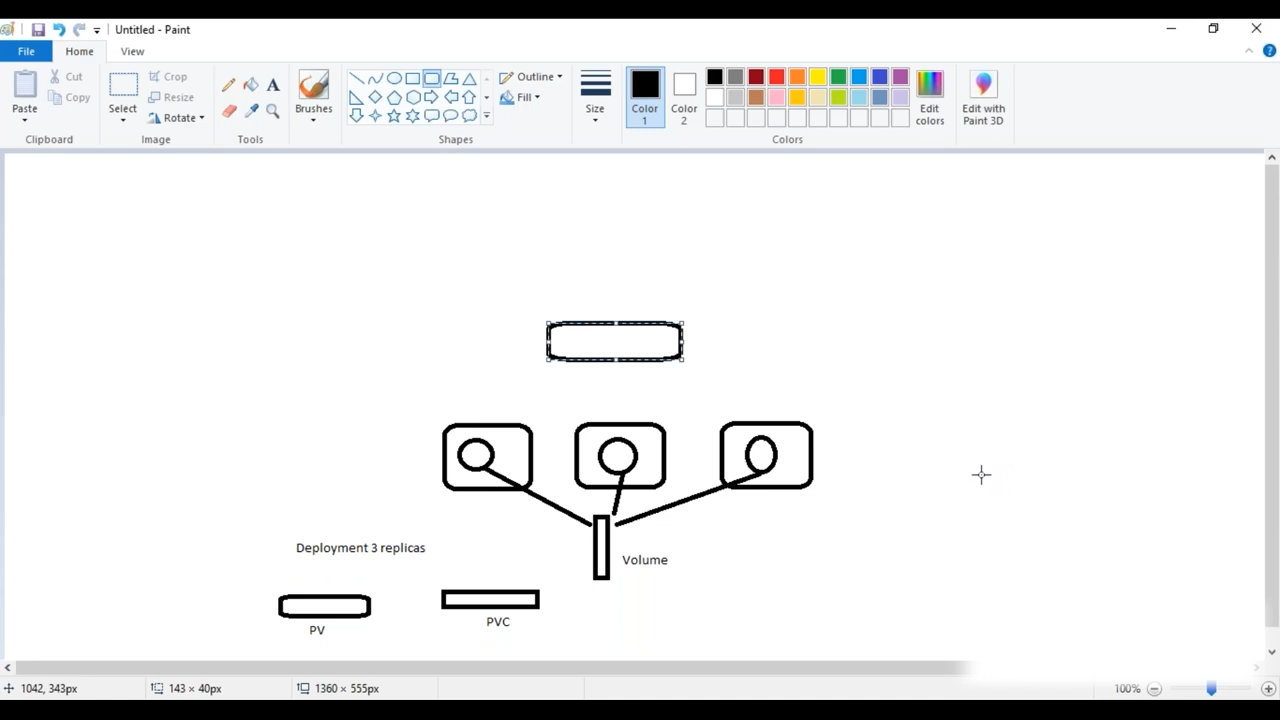 Untitled - Paint
File
Home
View
Paste
Cut
Copy
Clipboard
Select
Crop
Resize
Rotate
Image
A
Tools
Brushes
Outline
Fill
Shapes
Size
Color
1
Color
2
Edit
colors
Colors
Edit with
Paint 3D
?
Deployment 3 replicas
Volume
PV
PVC
1042, 343px
143 × 40px
1360 × 555px
100%